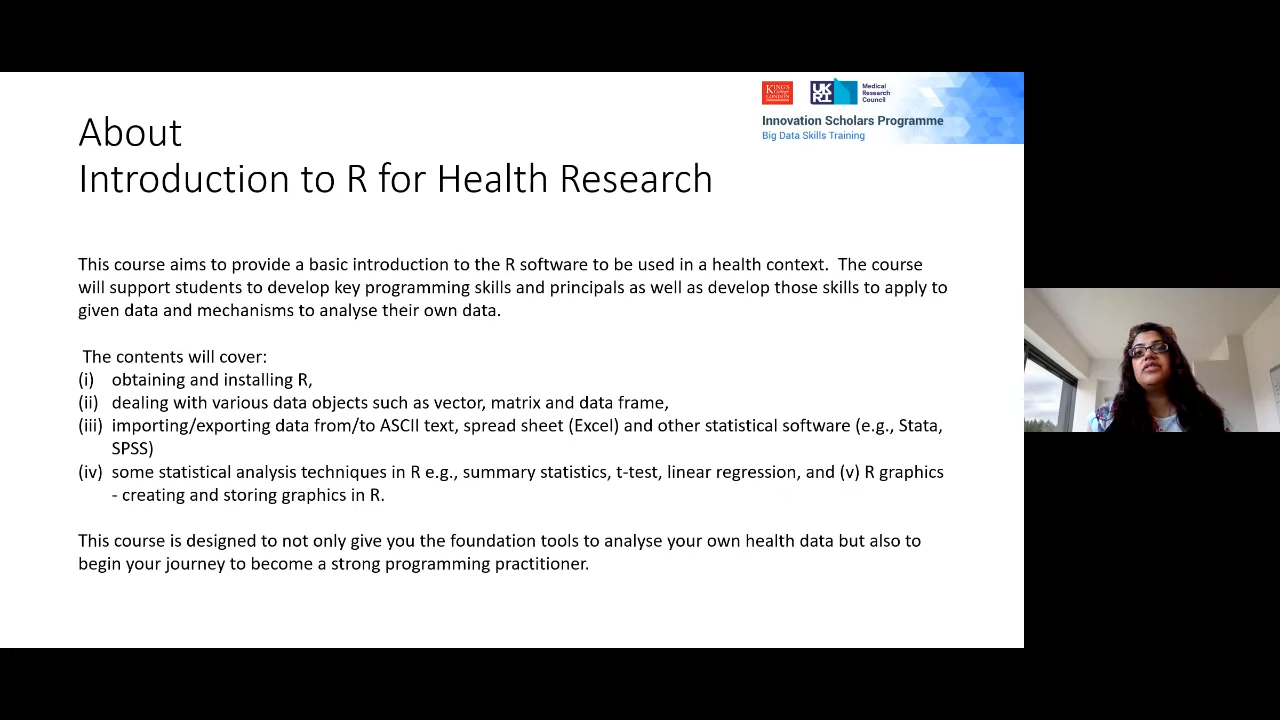 KING'S
College
LONDON
UK
RI
Medical
Research
Council
Innovation Scholars Programme
Big Data Skills Training
About
Introduction to R for Health Research
This course aims to provide a basic introduction to the R software to be used in a health context.  The course
will support students to develop key programming skills and principals as well as develop those skills to apply to
given data and mechanisms to analyse their own data.
The contents will cover:
(i) obtaining and installing R,
(ii) dealing with various data objects such as vector, matrix and data frame,
(iii) importing/exporting data from/to ASCII text, spread sheet (Excel) and other statistical software (e.g., Stata,
SPSS)
(iv) some statistical analysis techniques in R e.g., summary statistics, t-test, linear regression, and (v) R graphics
- creating and storing graphics in R.
This course is designed to not only give you the foundation tools to analyse your own health data but also to
begin your journey to become a strong programming practitioner.